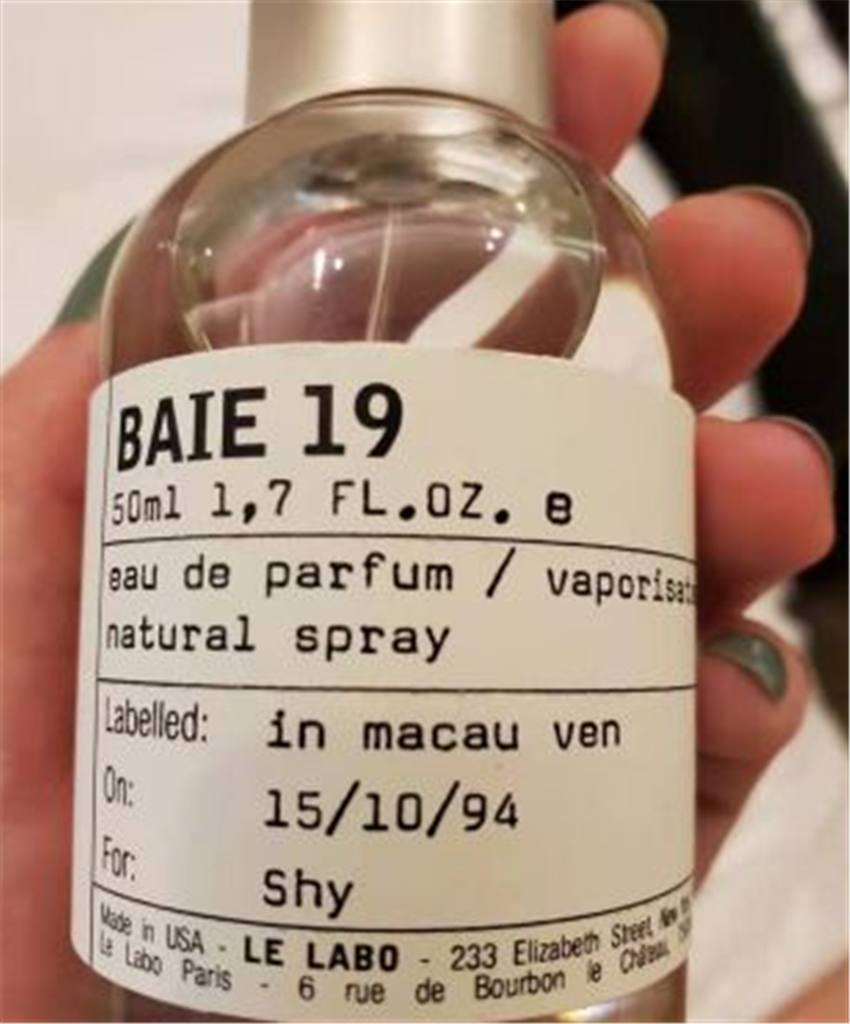 BAIE 19
50ml 1,7 FL.OZ. e
eau de parfum / vaporisat
natural spray
Labelled: in macau ven
On: 15/10/94
For: Shy
Made in USA - LE LABO - 233 Elizabeth Street, New
Le Labo Paris - 6 rue de Bourbon le Château,